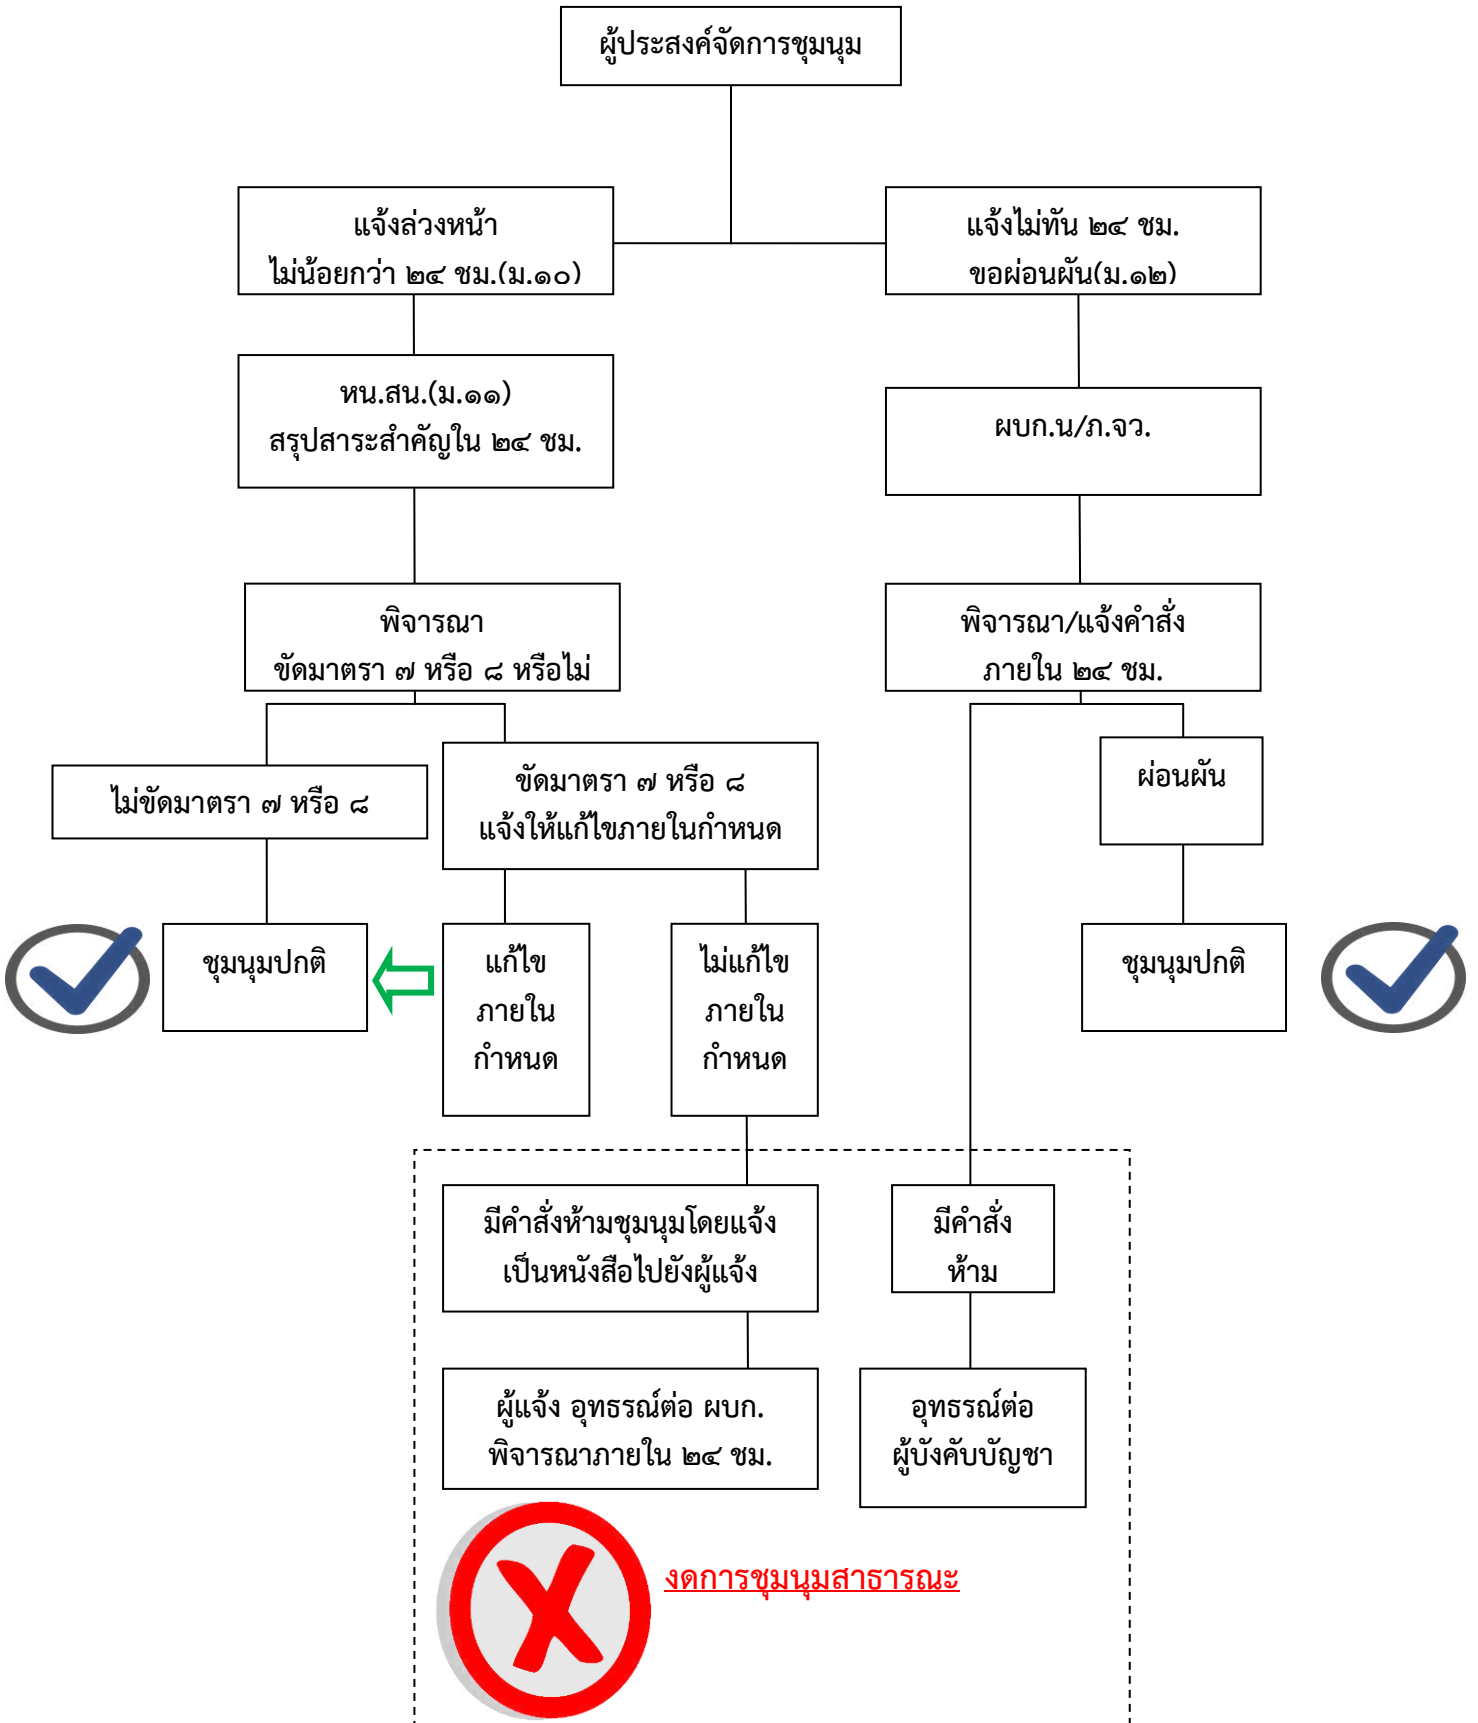 ผู้ประสงค์จัดการชุมนุม
แจ้งล่วงหน้า
ไม่น้อยกว่า ๒๔ ชม.(ม.๑๐)
แจ้งไม่ทัน ๒๔ ชม.
ขอผ่อนผัน(ม.๑๒)
หน.สน.(ม.๑๑)
สรุปสาระสำคัญใน ๒๔ ชม.
ผบก.น/ภ.จว.
พิจารณา
ขัดมาตรา ๗ หรือ ๘ หรือไม่
พิจารณา/แจ้งคำสั่ง
ภายใน ๒๔ ชม.
ไม่ขัดมาตรา ๗ หรือ ๘
ขัดมาตรา ๗ หรือ ๘
แจ้งให้แก้ไขภายในกำหนด
ผ่อนผัน
ชุมนุมปกติ
แก้ไข
ภายใน
กำหนด
ไม่แก้ไข
ภายใน
กำหนด
ชุมนุมปกติ
มีคำสั่งห้ามชุมนุมโดยแจ้ง
เป็นหนังสือไปยังผู้แจ้ง
มีคำสั่ง
ห้าม
ผู้แจ้ง อุทธรณ์ต่อ ผบก.
พิจารณาภายใน ๒๔ ชม.
อุทธรณ์ต่อ
ผู้บังคับบัญชา
งดการชุมนุมสาธารณะ